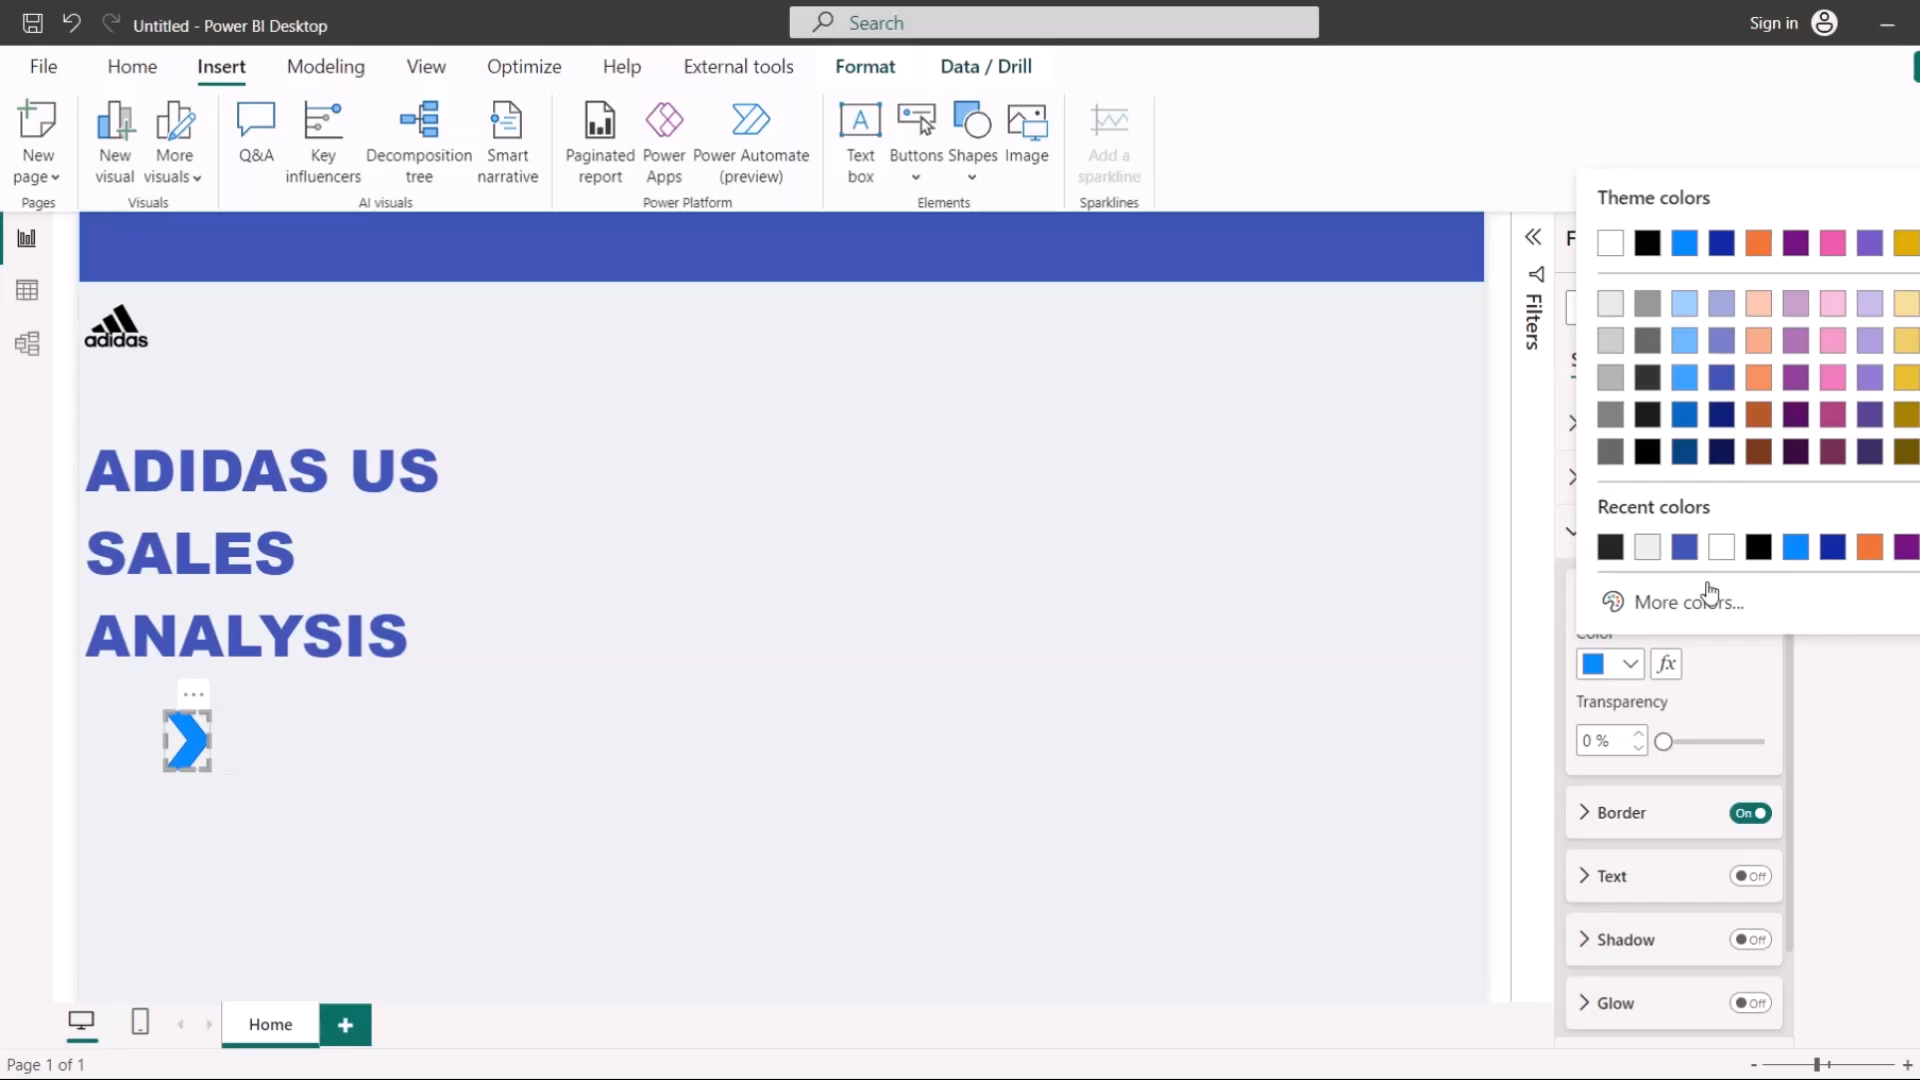 Untitled - Power BI Desktop
Search
Sign in
File Home Insert Modeling View Optimize Help External tools Format Data / Drill
New page
New visual
More visuals
Q&A
Key influencers
Decomposition tree
Smart narrative
Paginated report
Power Apps
Power Automate (preview)
Text box
Buttons
Shapes
Image
Add a sparkline
Pages Visuals AI visuals Power Platform Elements Sparklines
Theme colors
Filters
adidas
ADIDAS US
SALES
ANALYSIS
Recent colors
More colors...
Color
fx
Transparency
0 %
Border On
Text Off
Shadow Off
Glow Off
Home
Page 1 of 1